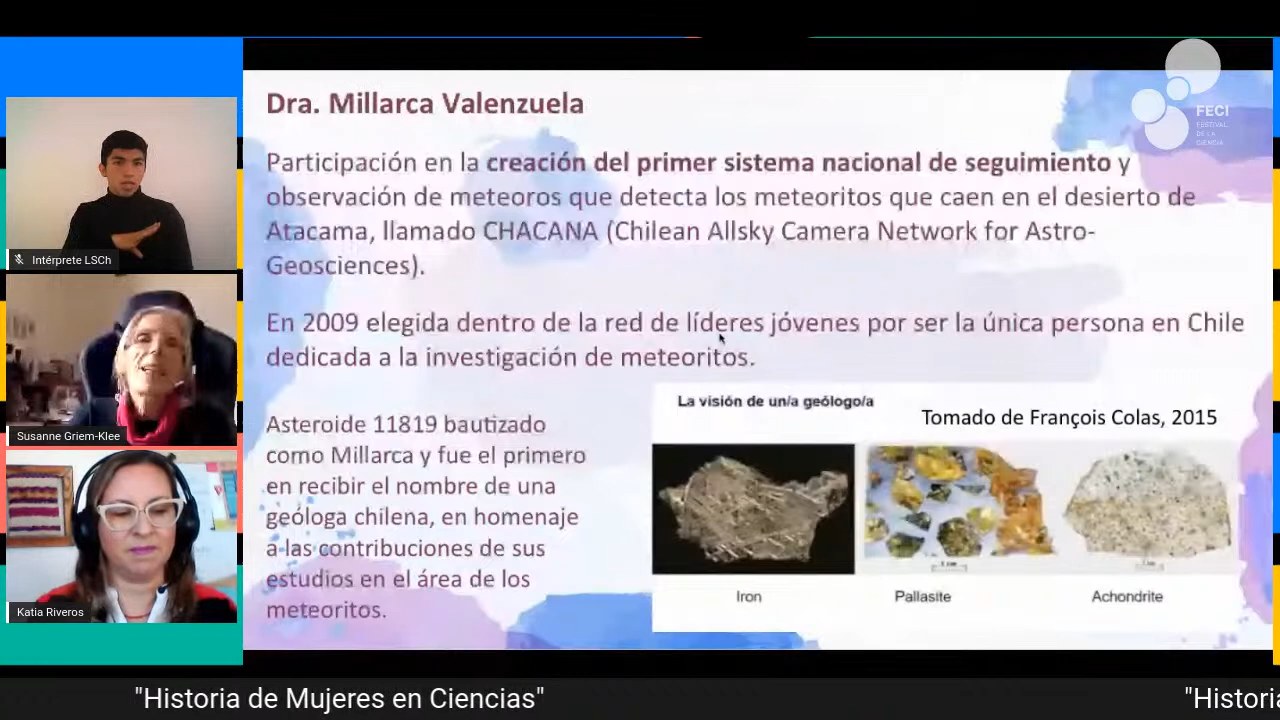 FECI
FESTIVAL
DE LA
CIENCIA
Dra. Millarca Valenzuela
Participación en la creación del primer sistema nacional de seguimiento y
observación de meteoros que detecta los meteoritos que caen en el desierto de
Atacama, llamado CHACANA (Chilean Allsky Camera Network for Astro-
Geosciences).
En 2009 elegida dentro de la red de líderes jóvenes por ser la única persona en Chile
dedicada a la investigación de meteoritos.
Asteroide 11819 bautizado
como Millarca y fue el primero
en recibir el nombre de una
geóloga chilena, en homenaje
a las contribuciones de sus
estudios en el área de los
meteoritos.
La visión de un/a geólogo/a
Tomado de François Colas, 2015
Iron
Pallasite
Achondrite
Intérprete LSCh
Susanne Griem-Klee
Katia Riveros
"Historia de Mujeres en Ciencias"
"Historia